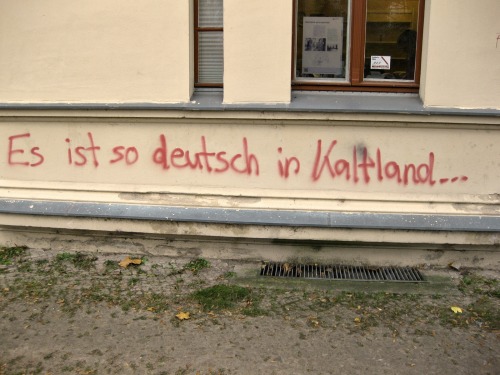 Es ist so deutsch in Kaltland...